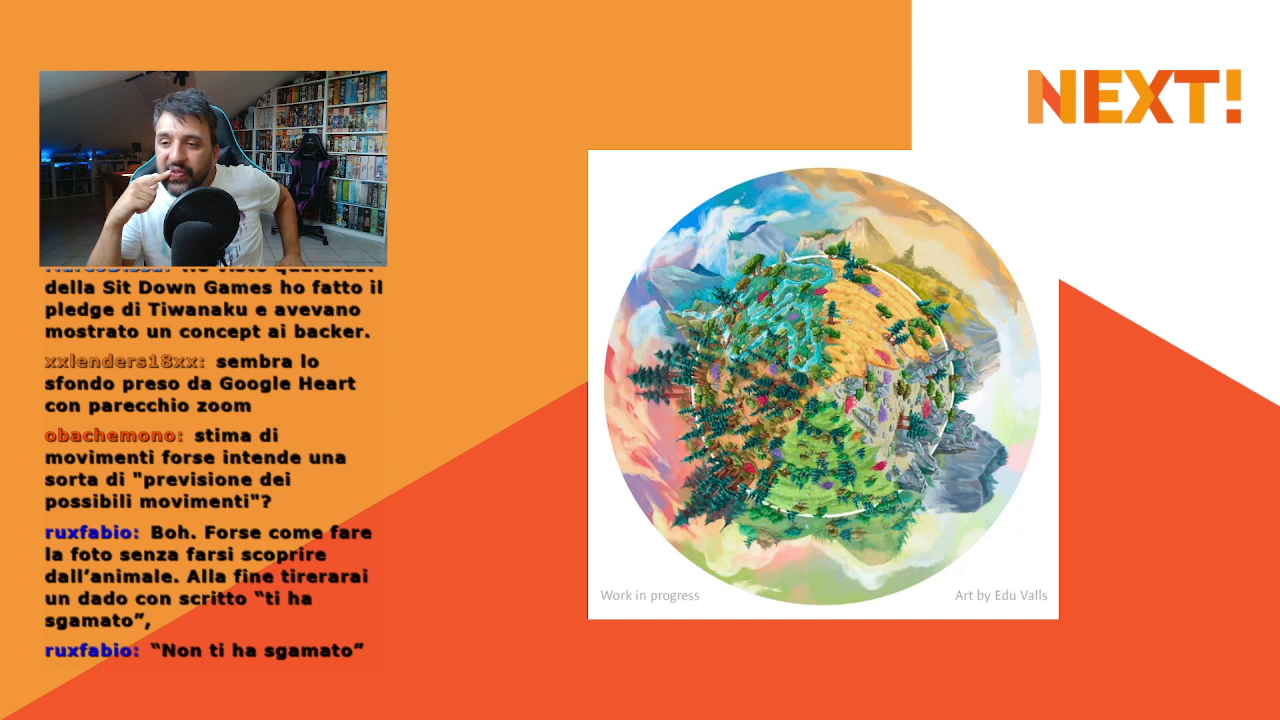 NEXT!
della Sit Down Games ho fatto il
pledge di Tiwanaku e avevano
mostrato un concept ai backer.
xxlenders18xx: sembra lo
sfondo preso da Google Heart
con parecchio zoom
obachemono: stima di
movimenti forse intende una
sorta di "previsione dei
possibili movimenti"?
ruxfabio: Boh. Forse come fare
la foto senza farsi scoprire
dall’animale. Alla fine tirerarai
un dado con scritto “ti ha
sgamato”,
ruxfabio: “Non ti ha sgamato”
Work in progress
Art by Edu Valls